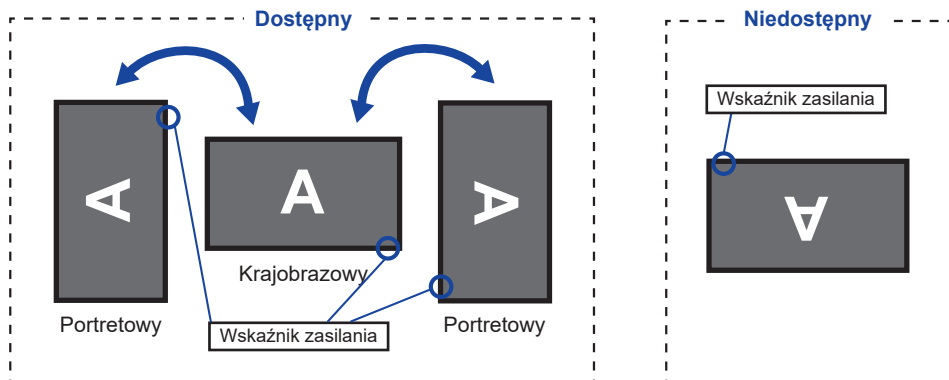 Dostępny
Niedostępny
Wskaźnik zasilania
A
A
A
A
Krajobrazowy
Portretowy
Wskaźnik zasilania
Portretowy